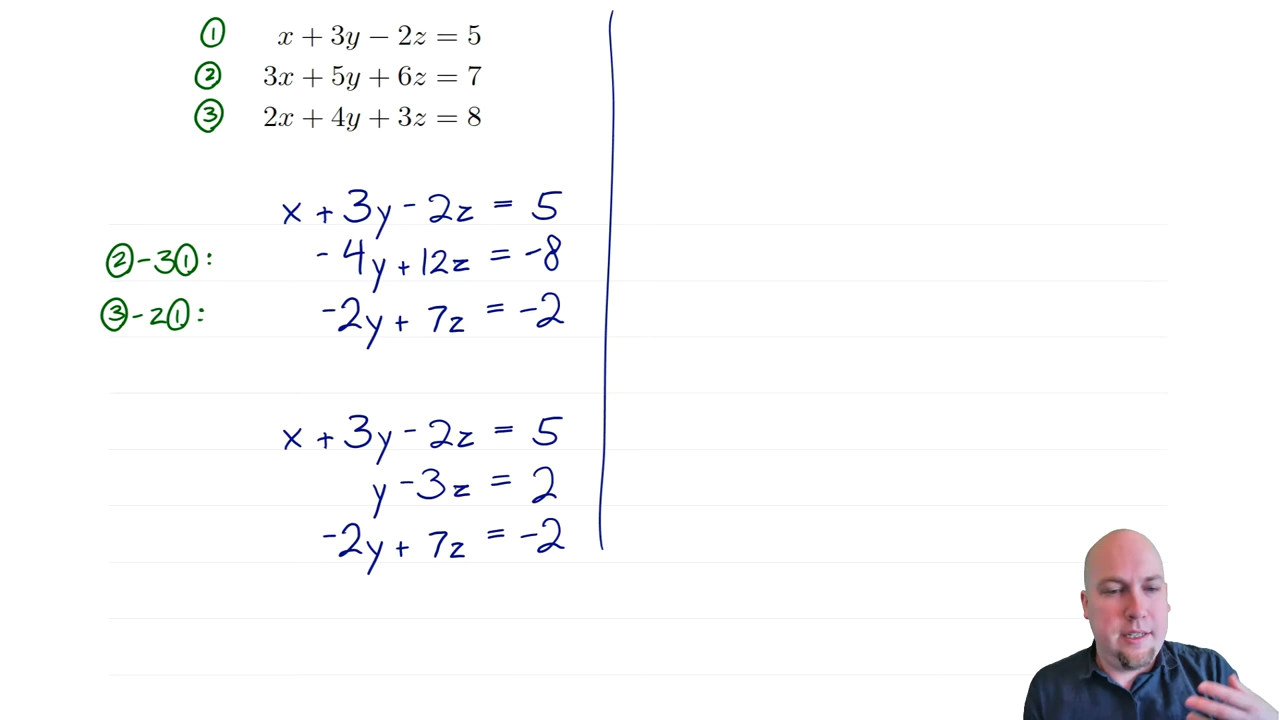 ① x + 3y − 2z = 5
② 3x + 5y + 6z = 7
③ 2x + 4y + 3z = 8
x + 3y - 2z = 5
②-3①: -4y + 12z = -8
③-2①: -2y + 7z = -2
x + 3y - 2z = 5
y - 3z = 2
-2y + 7z = -2